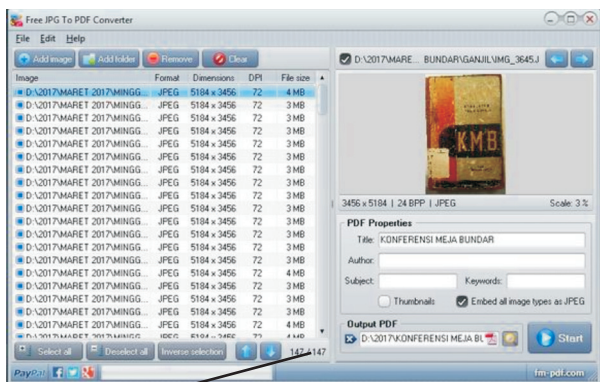 Free JPG To PDF Converter
File Edit Help
Add image Add folder Remove Clear
Image Format Dimensions DPI File size
D:\2017\MARET 2017\MINGG... JPEG 5184 x 3456 72 4 MB
D:\2017\MARET 2017\MINGG... JPEG 5184 x 3456 72 3 MB
D:\2017\MARET 2017\MINGG... JPEG 5184 x 3456 72 3 MB
D:\2017\MARET 2017\MINGG... JPEG 5184 x 3456 72 3 MB
D:\2017\MARET 2017\MINGG... JPEG 5184 x 3456 72 3 MB
D:\2017\MARET 2017\MINGG... JPEG 5184 x 3456 72 3 MB
D:\2017\MARET 2017\MINGG... JPEG 5184 x 3456 72 3 MB
D:\2017\MARET 2017\MINGG... JPEG 5184 x 3456 72 3 MB
D:\2017\MARET 2017\MINGG... JPEG 5184 x 3456 72 3 MB
D:\2017\MARET 2017\MINGG... JPEG 5184 x 3456 72 3 MB
D:\2017\MARET 2017\MINGG... JPEG 5184 x 3456 72 3 MB
D:\2017\MARET 2017\MINGG... JPEG 5184 x 3456 72 3 MB
D:\2017\MARET 2017\MINGG... JPEG 5184 x 3456 72 3 MB
D:\2017\MARET 2017\MINGG... JPEG 5184 x 3456 72 3 MB
D:\2017\MARET 2017\MINGG... JPEG 5184 x 3456 72 4 MB
D:\2017\MARET 2017\MINGG... JPEG 5184 x 3456 72 3 MB
D:\2017\MARET 2017\MINGG... JPEG 5184 x 3456 72 3 MB
D:\2017\MARET 2017\MINGG... JPEG 5184 x 3456 72 3 MB
D:\2017\MARET 2017\MINGG... JPEG 5184 x 3456 72 3 MB
D:\2017\MARET 2017\MINGG... JPEG 5184 x 3456 72 4 MB
Select all Deselect all Inverse selection 147 / 147
PayPal
D:\2017\MARE... BUNDAR\GANJIL\IMG_3645.J
K.M.B
3456 x 5184 | 24 BPP | JPEG Scale: 3 %
PDF Properties
Title: KONFERENSI MEJA BUNDAR
Author:
Subject: Keywords:
Thumbnails Embed all image types as JPEG
Output PDF
D:\2017\KONFERENSI MEJA BU Start
fm-pdf.com